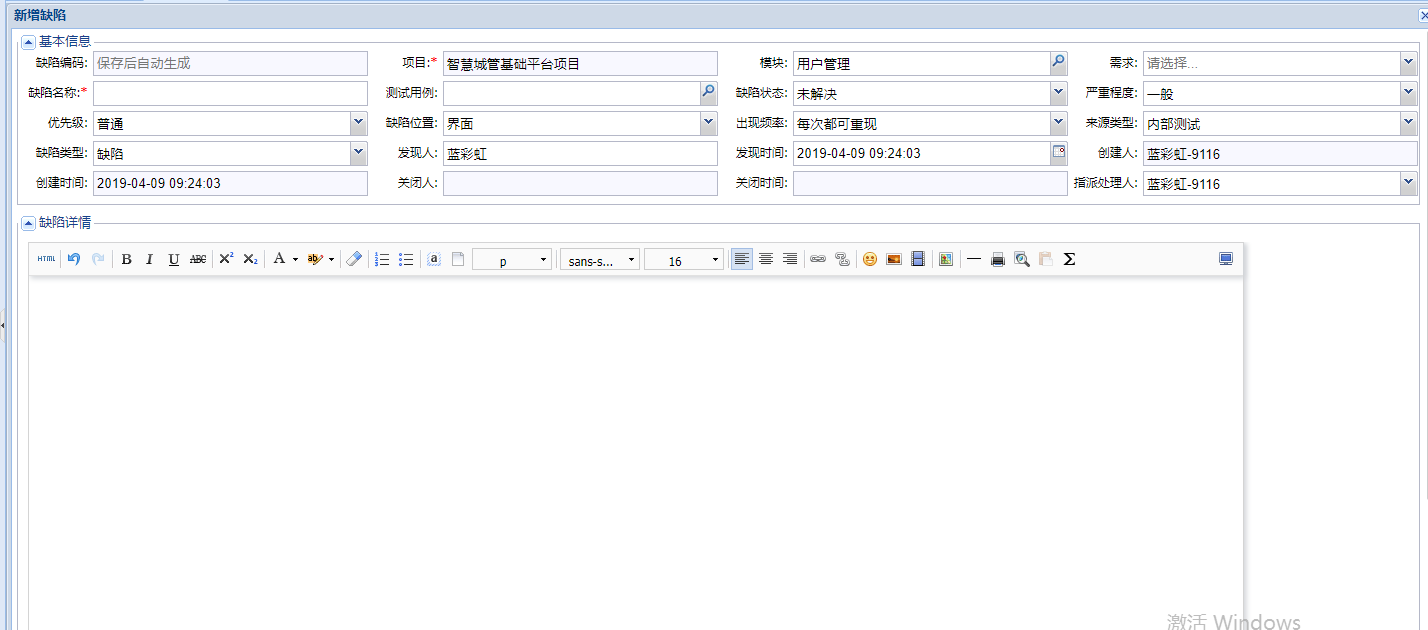 新增缺陷
基本信息
缺陷编码: 保存后自动生成 项目:* 智慧城管基础平台项目 模块: 用户管理 需求: 请选择...
缺陷名称:* 测试用例: 缺陷状态: 未解决 严重程度: 一般
优先级: 普通 缺陷位置: 界面 出现频率: 每次都可重现 来源类型: 内部测试
缺陷类型: 缺陷 发现人: 蓝彩虹 发现时间: 2019-04-09 09:24:03 创建人: 蓝彩虹-9116
创建时间: 2019-04-09 09:24:03 关闭人: 关闭时间: 指派处理人: 蓝彩虹-9116
缺陷详情
HTML B I U ABC X² X₂ A ab a p sans-s... 16 Σ
激活 Windows